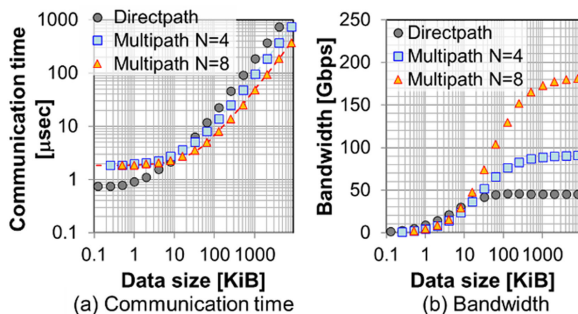 Directpath
Multipath N=4
Multipath N=8
Communication time
[μsec]
1000
100
10
1
0.1
0.1 1 10 100 1000
Data size [KiB]
(a) Communication time
Directpath
Multipath N=4
Multipath N=8
Bandwidth [Gbps]
250
200
150
100
50
0
0.1 1 10 100 1000
Data size [KiB]
(b) Bandwidth